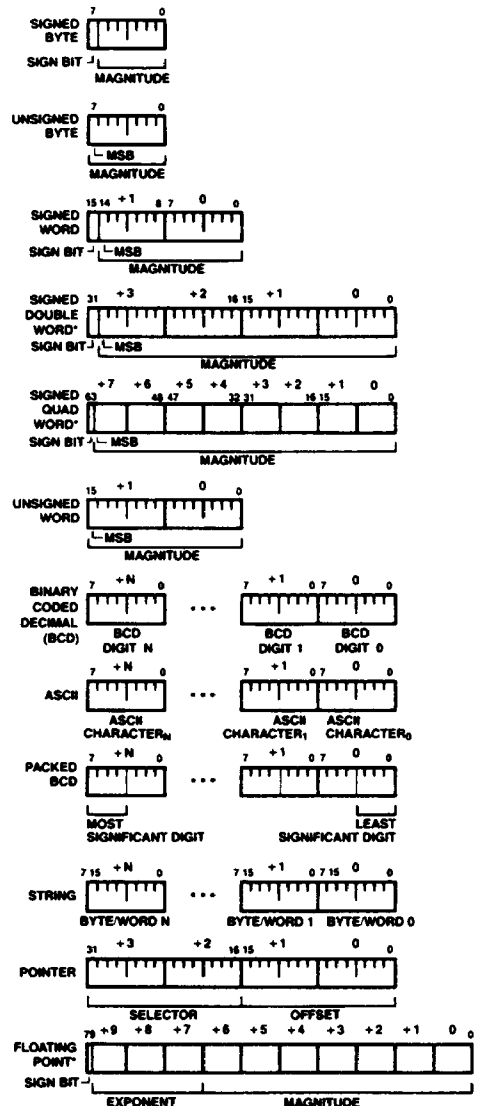 SIGNED BYTE
7 0
SIGN BIT
MAGNITUDE
UNSIGNED BYTE
7 0
MSB
MAGNITUDE
SIGNED WORD
15 14 +1 8 7 0 0
SIGN BIT
MSB
MAGNITUDE
SIGNED DOUBLE WORD*
31 +3 +2 16 15 +1 0 0
SIGN BIT
MSB
MAGNITUDE
SIGNED QUAD WORD*
63 +7 +6 48 47 +5 +4 32 31 +3 +2 16 15 +1 0 0
SIGN BIT
MSB
MAGNITUDE
UNSIGNED WORD
15 +1 0 0
MSB
MAGNITUDE
BINARY CODED DECIMAL (BCD)
7 +N 0 ... 7 +1 0 7 0 0
BCD DIGIT N
BCD DIGIT 1
BCD DIGIT 0
ASCII
7 +N 0 ... 7 +1 0 7 0 0
ASCII CHARACTERN
ASCII CHARACTER1
ASCII CHARACTER0
PACKED BCD
7 +N 0 ... 7 +1 0 7 0 0
MOST SIGNIFICANT DIGIT
LEAST SIGNIFICANT DIGIT
STRING
7 15 +N 0 ... 7 15 +1 0 7 15 0 0
BYTE/WORD N
BYTE/WORD 1
BYTE/WORD 0
POINTER
31 +3 +2 16 15 +1 0 0
SELECTOR
OFFSET
FLOATING POINT*
79 +9 +8 +7 +6 +5 +4 +3 +2 +1 0 0
SIGN BIT
EXPONENT
MAGNITUDE